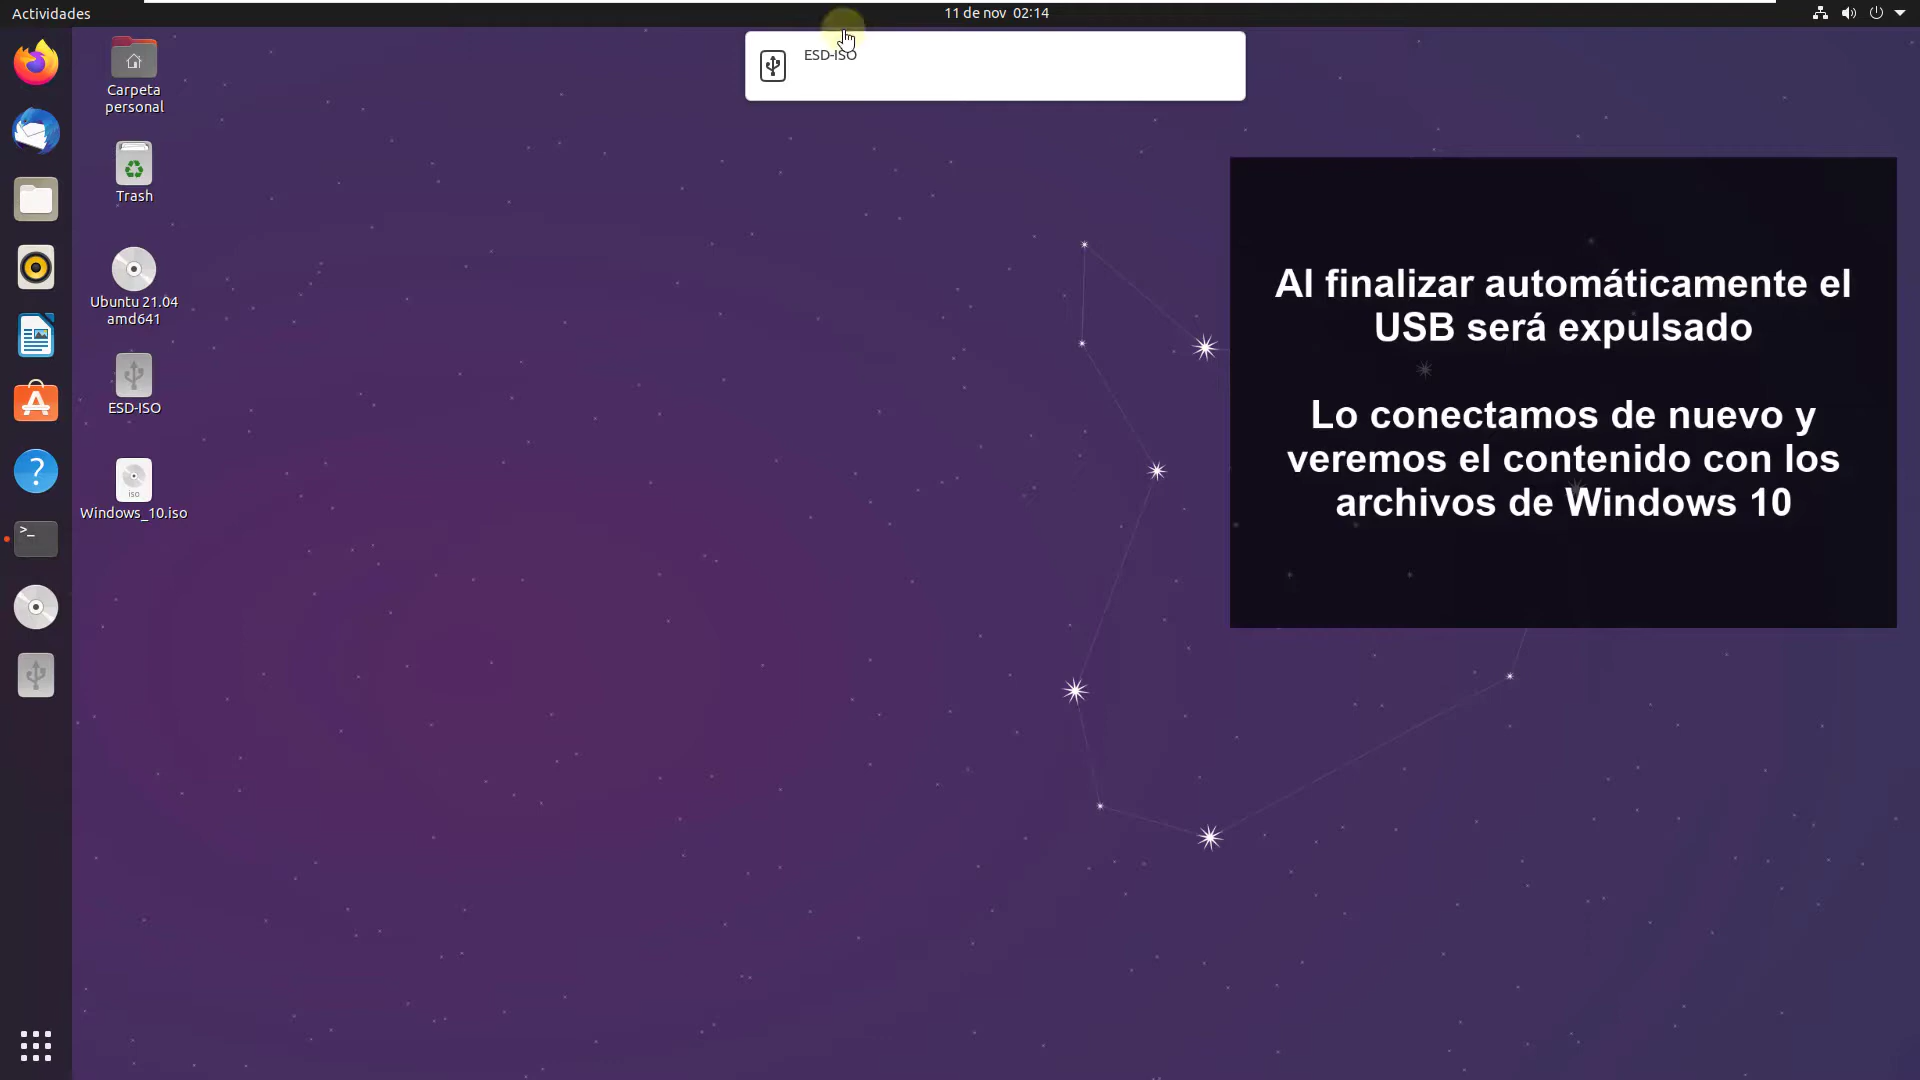 Actividades
11 de nov 02:14
ESD-ISO
Carpeta
personal
Trash
Ubuntu 21.04
amd641
ESD-ISO
iso
Windows_10.iso
Al finalizar automáticamente el
USB será expulsado
Lo conectamos de nuevo y
veremos el contenido con los
archivos de Windows 10